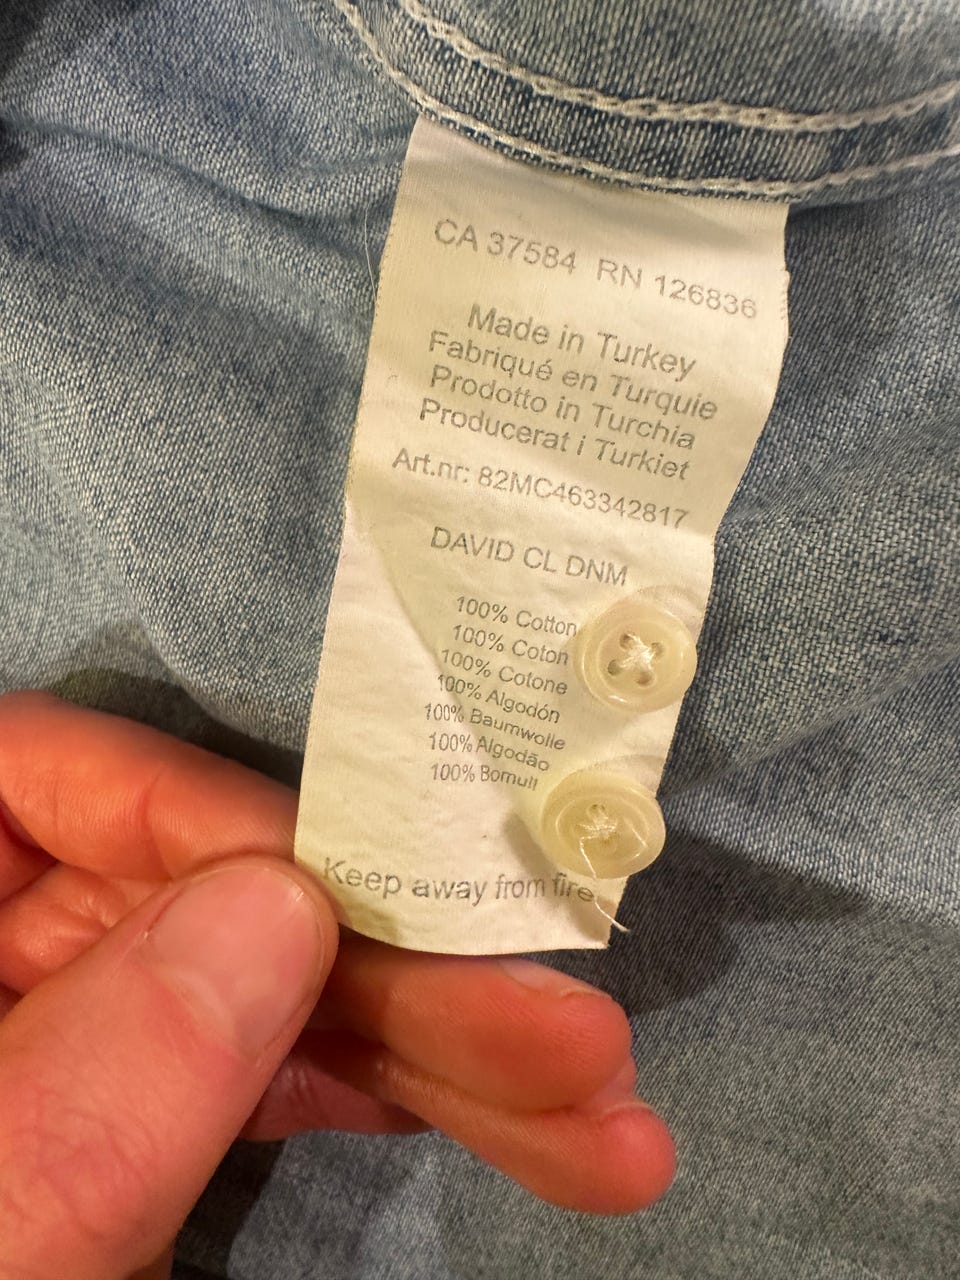 CA 37584 RN 126836
Made in Turkey
Fabriqué en Turquie
Prodotto in Turchia
Producerat i Turkiet
Art.nr: 82MC463342817
DAVID CL DNM
100% Cotton
100% Coton
100% Cotone
100% Algodón
100% Baumwolle
100% Algodão
100% Bomull
Keep away from fire